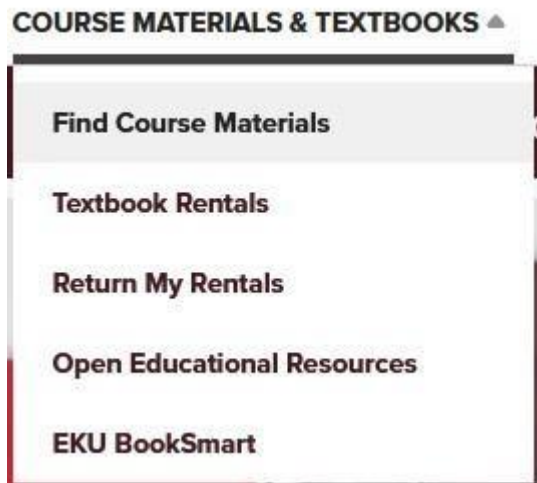 COURSE MATERIALS & TEXTBOOKS
Find Course Materials
Textbook Rentals
Return My Rentals
Open Educational Resources
EKU BookSmart